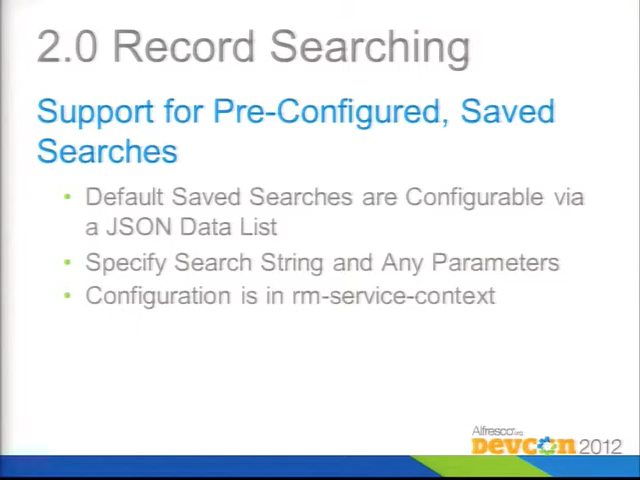 2.0 Record Searching
Support for Pre-Configured, Saved
Searches
• Default Saved Searches are Configurable via
a JSON Data List
• Specify Search String and Any Parameters
• Configuration is in rm-service-context
Alfresco.org
DEVCON 2012